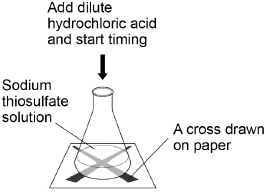 Add dilute
hydrochloric acid
and start timing
Sodium
thiosulfate
solution
A cross drawn
on paper